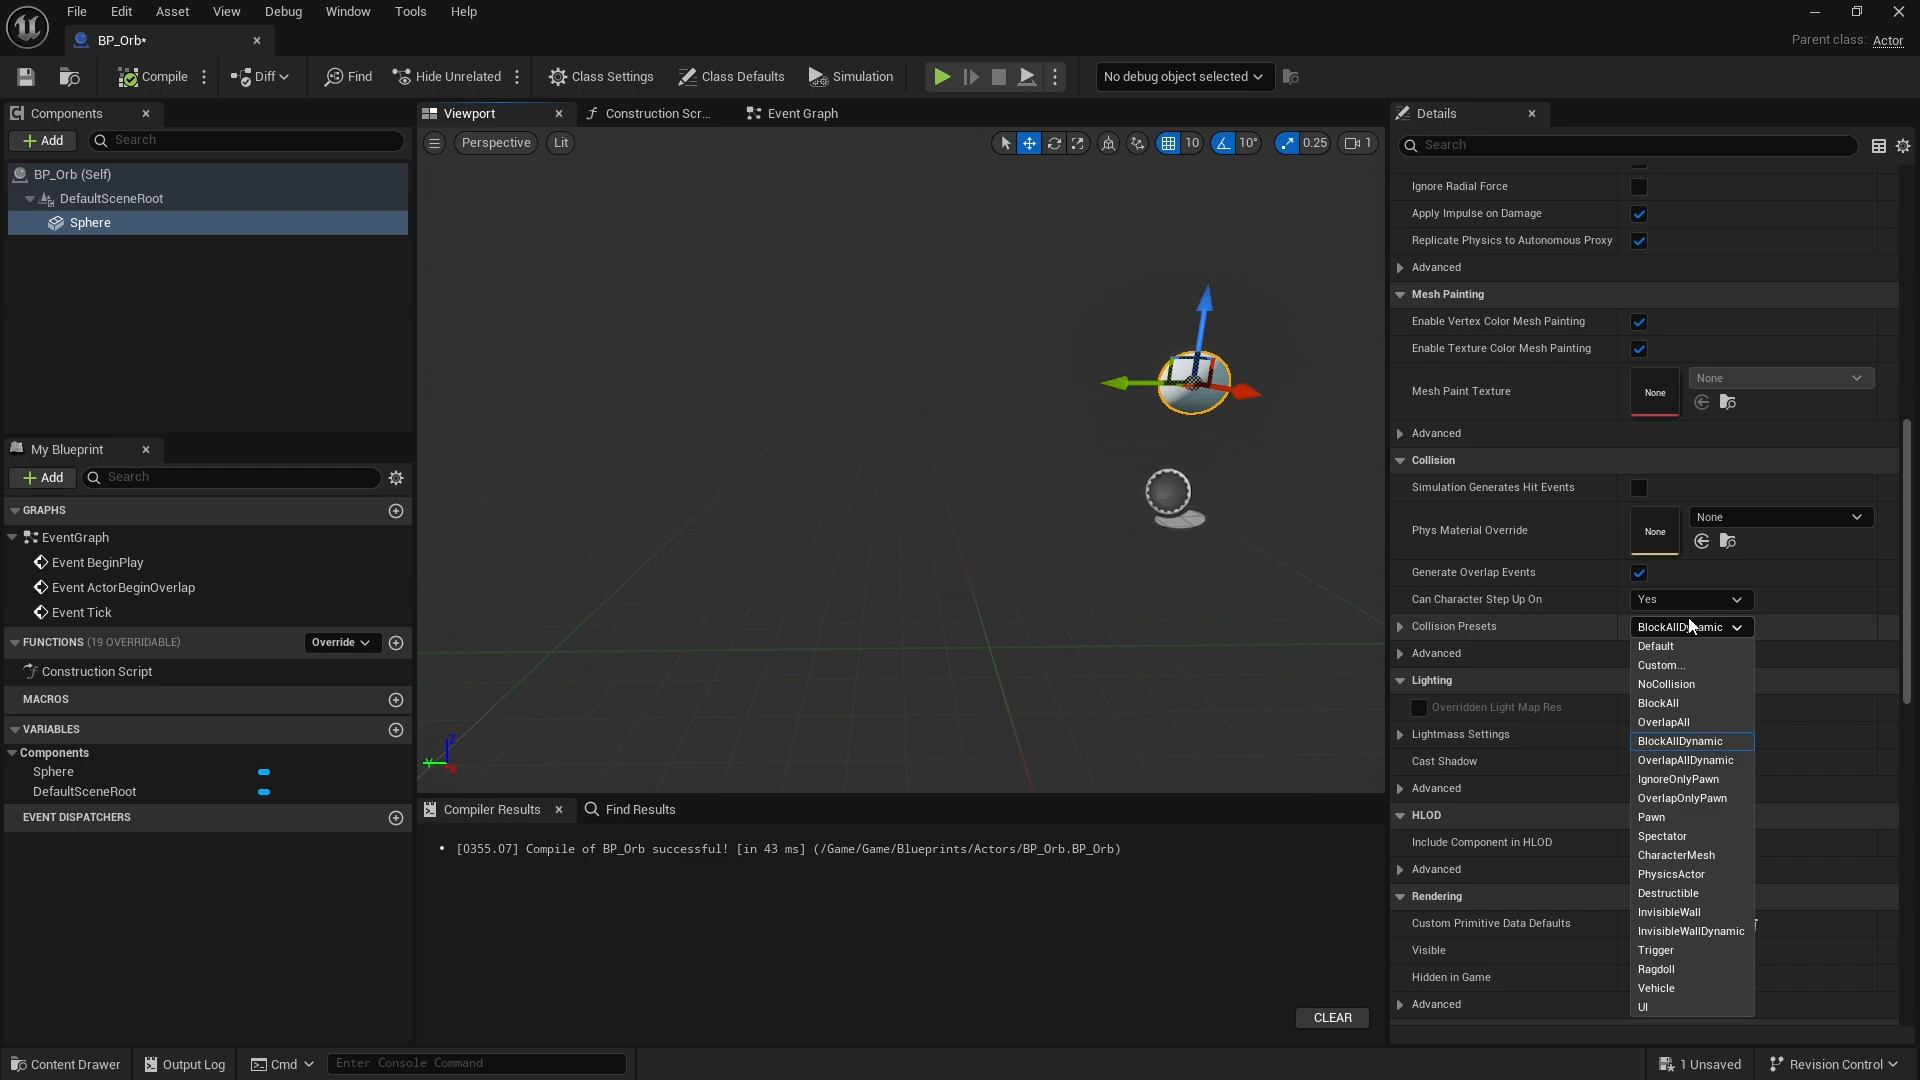 File Edit Asset View Debug Window Tools Help
BP_Orb*
Parent class: Actor
Compile Diff Find Hide Unrelated Class Settings Class Defaults Simulation No debug object selected
Components
Add Search
BP_Orb (Self)
DefaultSceneRoot
Sphere
Viewport Construction Scr... Event Graph
Perspective Lit 10 10° 0.25 1
Z
Y
X
Details
Search
Ignore Radial Force
Apply Impulse on Damage
Replicate Physics to Autonomous Proxy
Advanced
Mesh Painting
Enable Vertex Color Mesh Painting
Enable Texture Color Mesh Painting
Mesh Paint Texture None None
Advanced
Collision
Simulation Generates Hit Events
Phys Material Override None None
Generate Overlap Events
Can Character Step Up On Yes
Collision Presets BlockAllDynamic
Advanced
Lighting
Overridden Light Map Res
Lightmass Settings
Cast Shadow
Advanced
HLOD
Include Component in HLOD
Advanced
Rendering
Custom Primitive Data Defaults
Visible
Hidden in Game
Advanced
Default
Custom...
NoCollision
BlockAll
OverlapAll
BlockAllDynamic
OverlapAllDynamic
IgnoreOnlyPawn
OverlapOnlyPawn
Pawn
Spectator
CharacterMesh
PhysicsActor
Destructible
InvisibleWall
InvisibleWallDynamic
Trigger
Ragdoll
Vehicle
UI
My Blueprint
Add Search
GRAPHS
EventGraph
Event BeginPlay
Event ActorBeginOverlap
Event Tick
FUNCTIONS (19 OVERRIDABLE) Override
Construction Script
MACROS
VARIABLES
Components
Sphere
DefaultSceneRoot
EVENT DISPATCHERS
Compiler Results Find Results
• [0355.07] Compile of BP_Orb successful! [in 43 ms] (/Game/Game/Blueprints/Actors/BP_Orb.BP_Orb)
CLEAR
Content Drawer Output Log Cmd Enter Console Command 1 Unsaved Revision Control